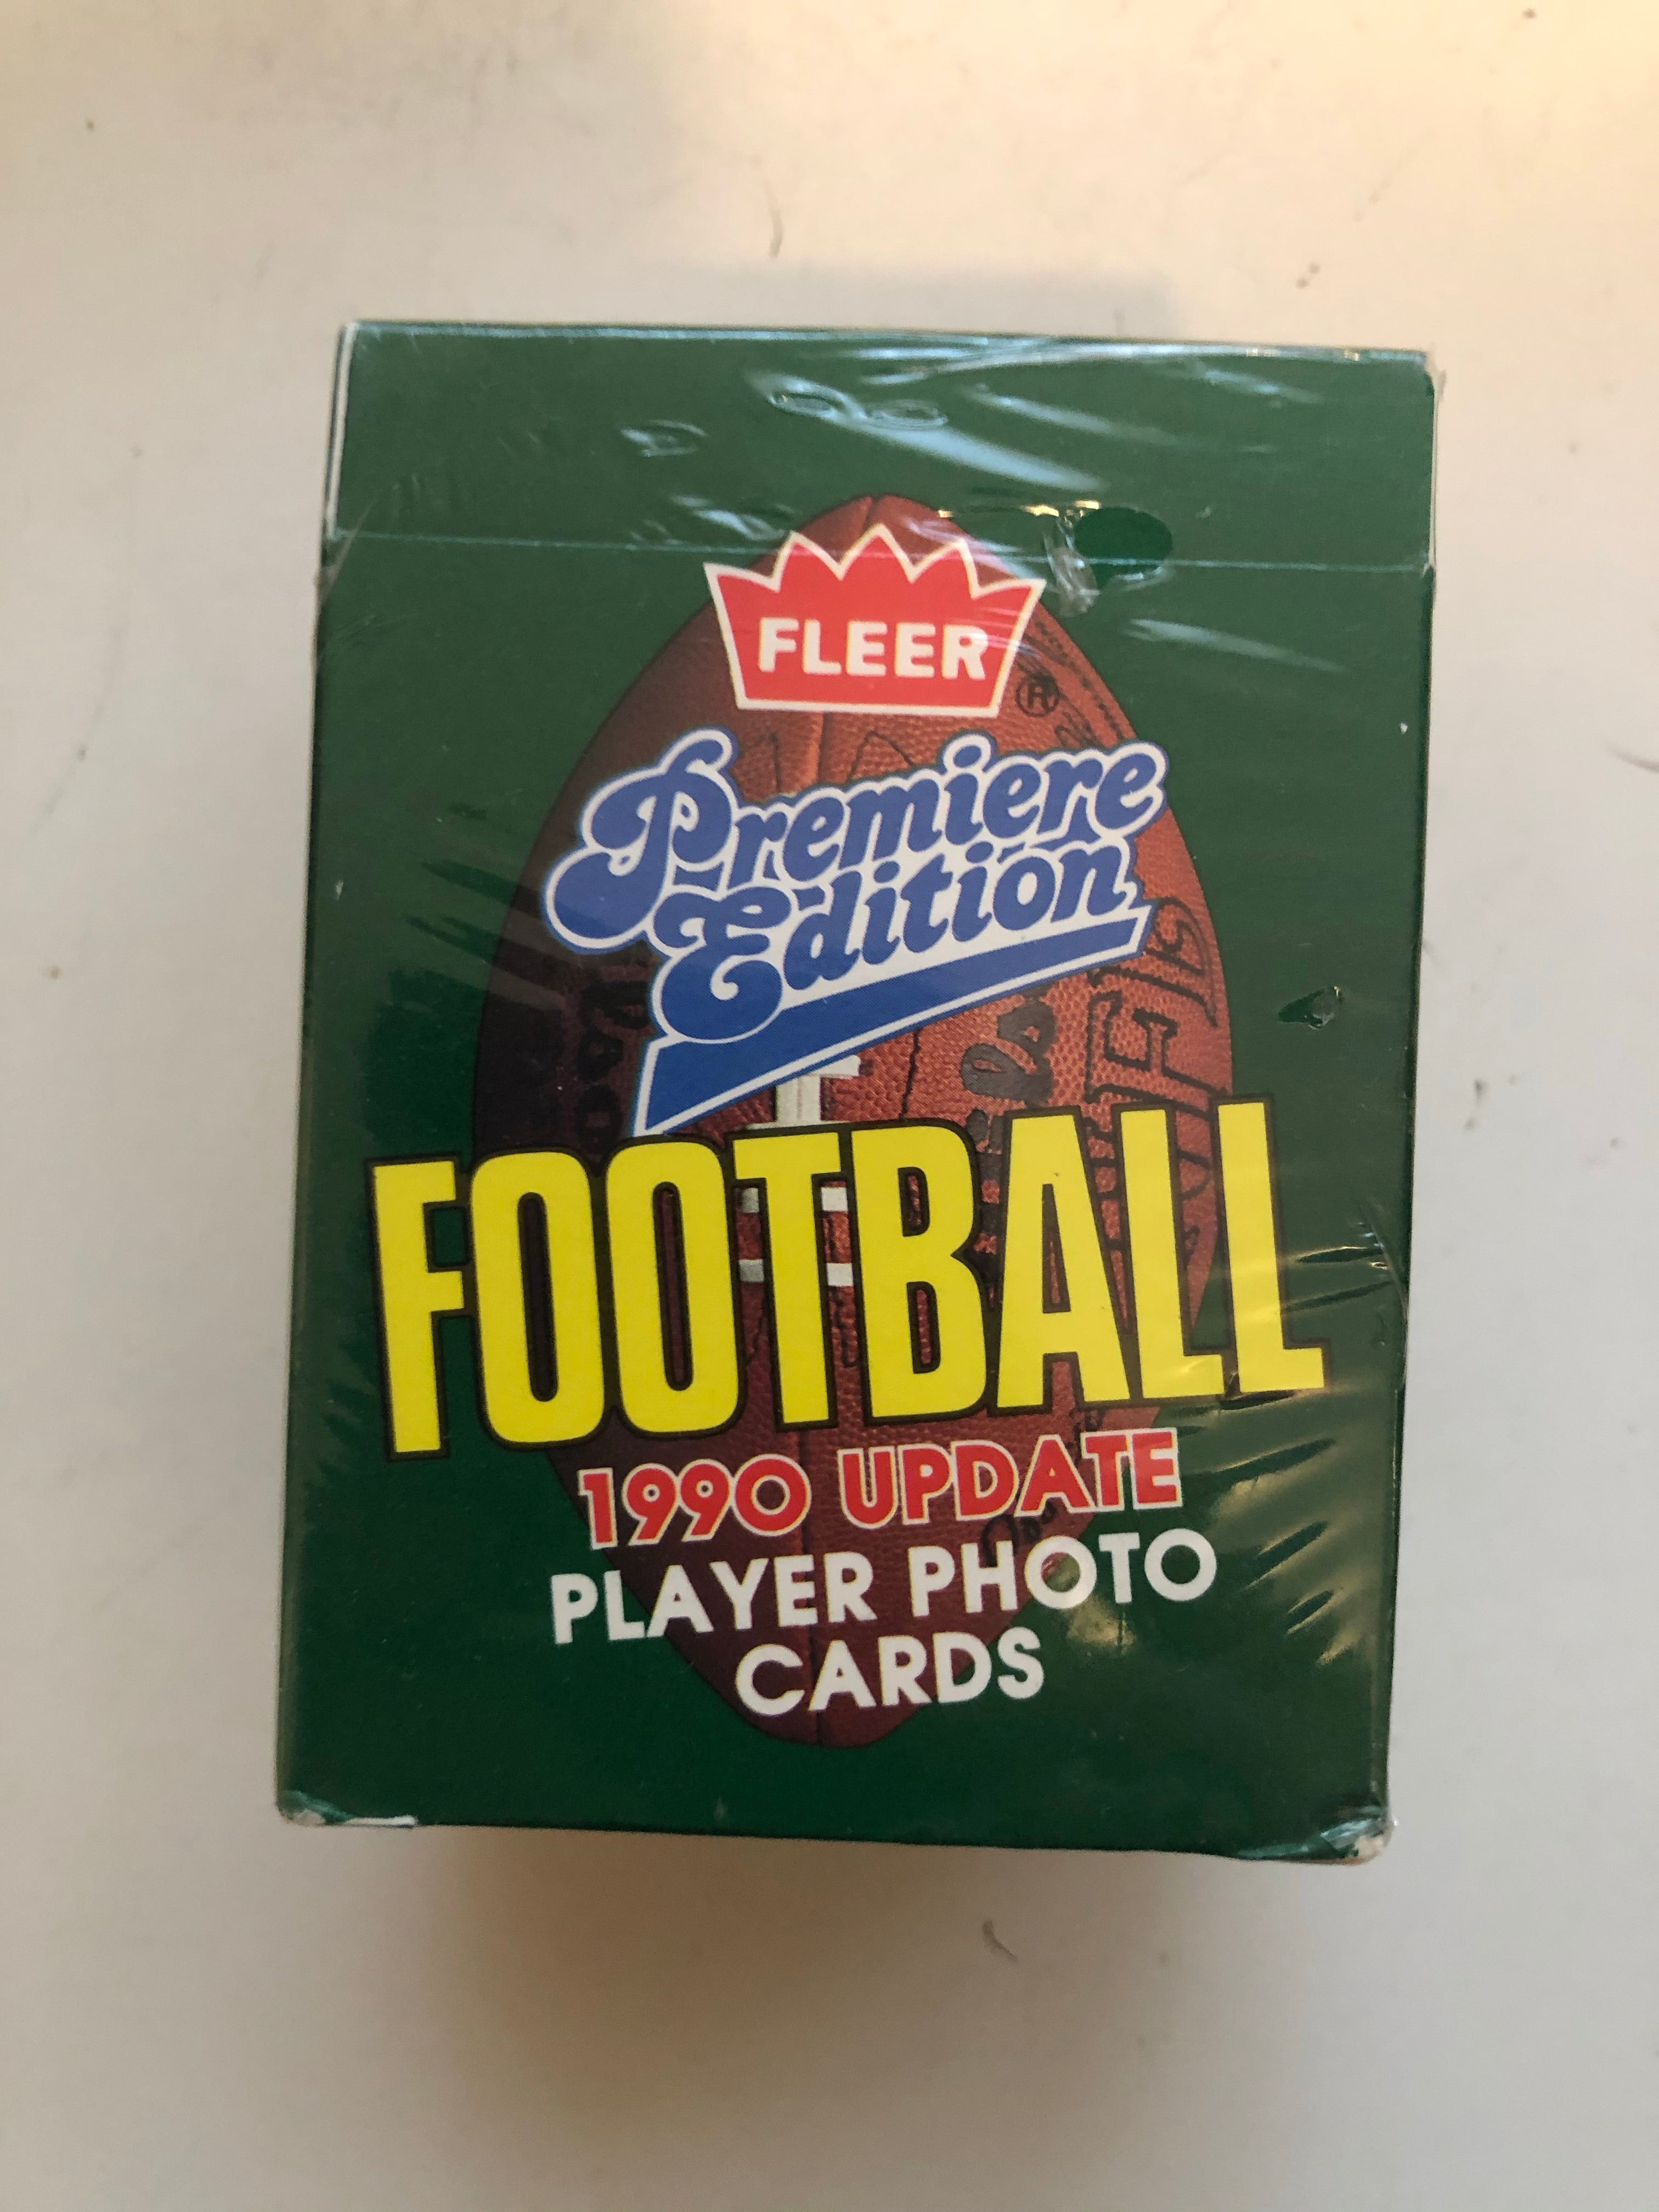 FLEER
®
Premiere
Edition
FOOTBALL
1990 UPDATE
PLAYER PHOTO
CARDS